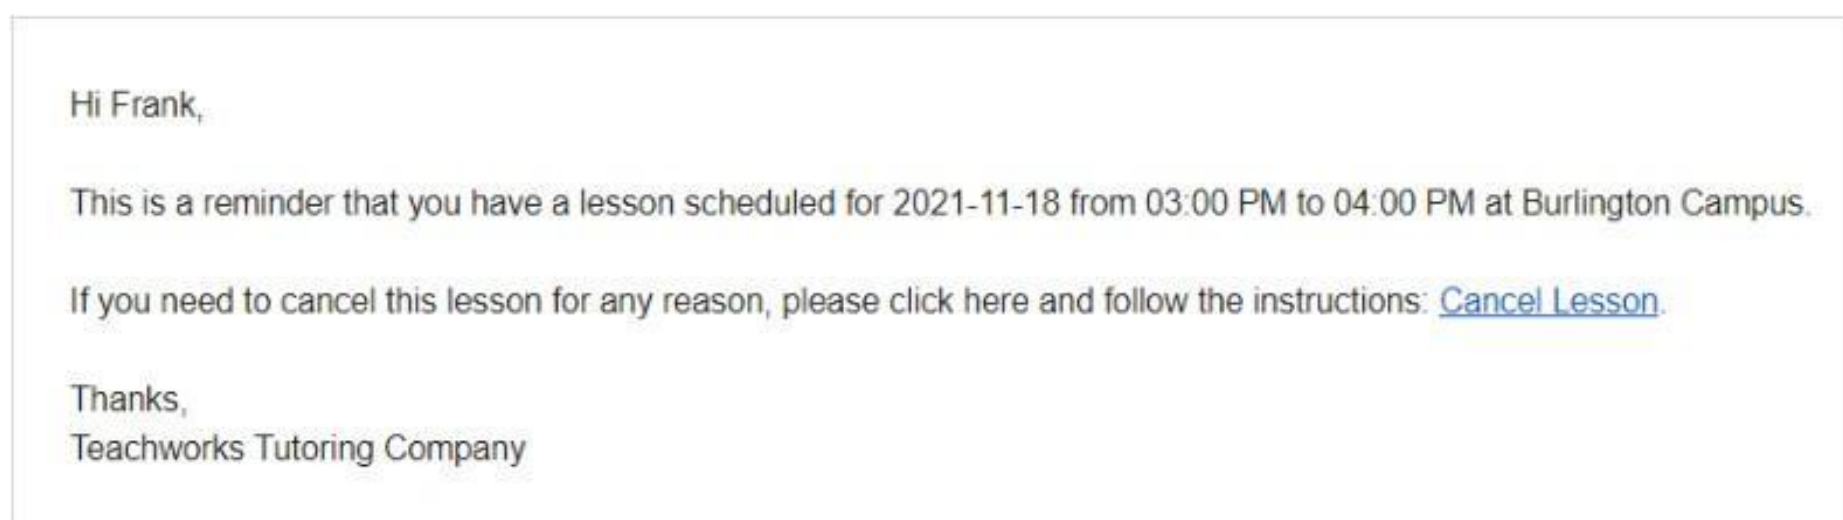 Hi Frank,
This is a reminder that you have a lesson scheduled for 2021-11-18 from 03:00 PM to 04:00 PM at Burlington Campus.
If you need to cancel this lesson for any reason, please click here and follow the instructions: Cancel Lesson.
Thanks,
Teachworks Tutoring Company